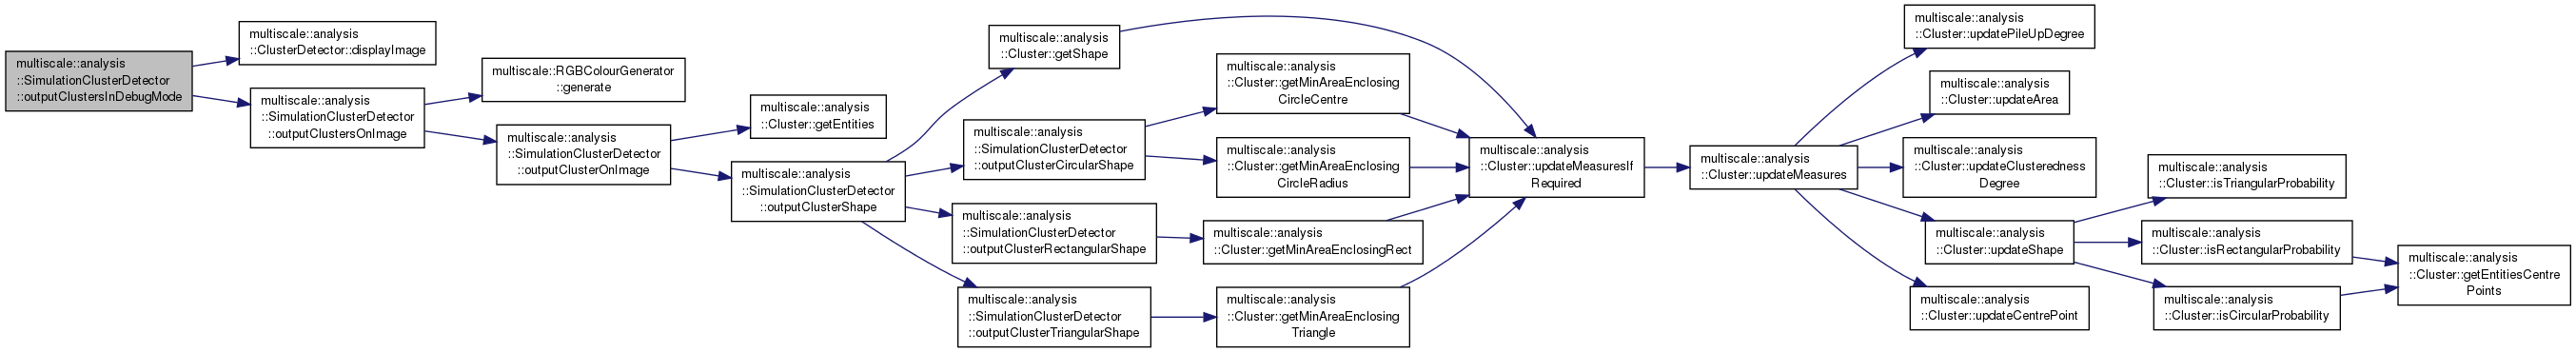 multiscale::analysis
::SimulationClusterDetector
::outputClustersInDebugMode
multiscale::analysis
::ClusterDetector::displayImage
multiscale::analysis
::SimulationClusterDetector
::outputClustersOnImage
multiscale::RGBColourGenerator
::generate
multiscale::analysis
::SimulationClusterDetector
::outputClusterOnImage
multiscale::analysis
::Cluster::getEntities
multiscale::analysis
::SimulationClusterDetector
::outputClusterShape
multiscale::analysis
::Cluster::getShape
multiscale::analysis
::SimulationClusterDetector
::outputClusterCircularShape
multiscale::analysis
::SimulationClusterDetector
::outputClusterRectangularShape
multiscale::analysis
::SimulationClusterDetector
::outputClusterTriangularShape
multiscale::analysis
::Cluster::getMinAreaEnclosing
CircleCentre
multiscale::analysis
::Cluster::getMinAreaEnclosing
CircleRadius
multiscale::analysis
::Cluster::getMinAreaEnclosingRect
multiscale::analysis
::Cluster::getMinAreaEnclosing
Triangle
multiscale::analysis
::Cluster::updateMeasuresIf
Required
multiscale::analysis
::Cluster::updateMeasures
multiscale::analysis
::Cluster::updatePileUpDegree
multiscale::analysis
::Cluster::updateArea
multiscale::analysis
::Cluster::updateClusteredness
Degree
multiscale::analysis
::Cluster::updateShape
multiscale::analysis
::Cluster::updateCentrePoint
multiscale::analysis
::Cluster::isTriangularProbability
multiscale::analysis
::Cluster::isRectangularProbability
multiscale::analysis
::Cluster::isCircularProbability
multiscale::analysis
::Cluster::getEntitiesCentre
Points